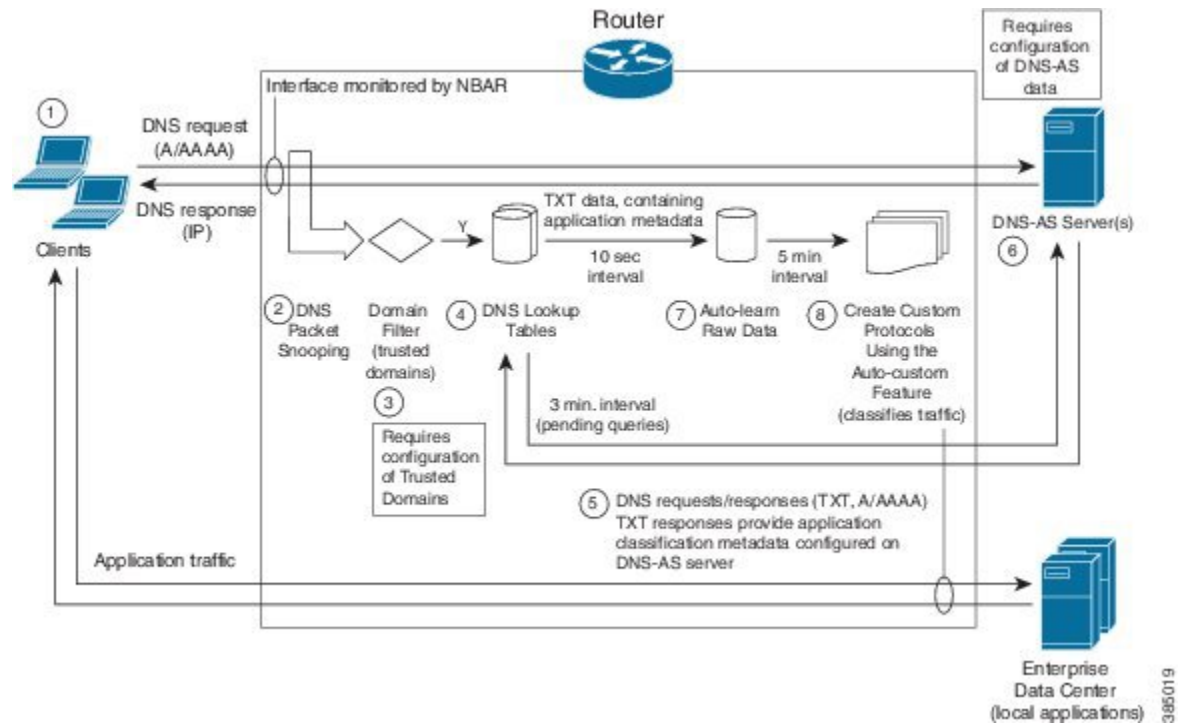 Router
Requires
configuration
of DNS-AS
data
Interface monitored by NBAR
1
DNS request
(A/AAAA)
DNS response
(IP)
Clients
Y
TXT data, containing
application metadata
10 sec
interval
5 min
interval
DNS-AS Server(s)
6
2 DNS
Packet
Snooping
Domain
Filter
(trusted
domains)
3
Requires
configuration
of Trusted
Domains
4 DNS Lookup
Tables
7 Auto-learn
Raw Data
8 Create Custom
Protocols
Using the
Auto-custom
Feature
(classifies traffic)
3 min. interval
(pending queries)
5 DNS requests/responses (TXT, A/AAAA)
TXT responses provide application
classification metadata configured on
DNS-AS server
Application traffic
Enterprise
Data Center
(local applications)
385019